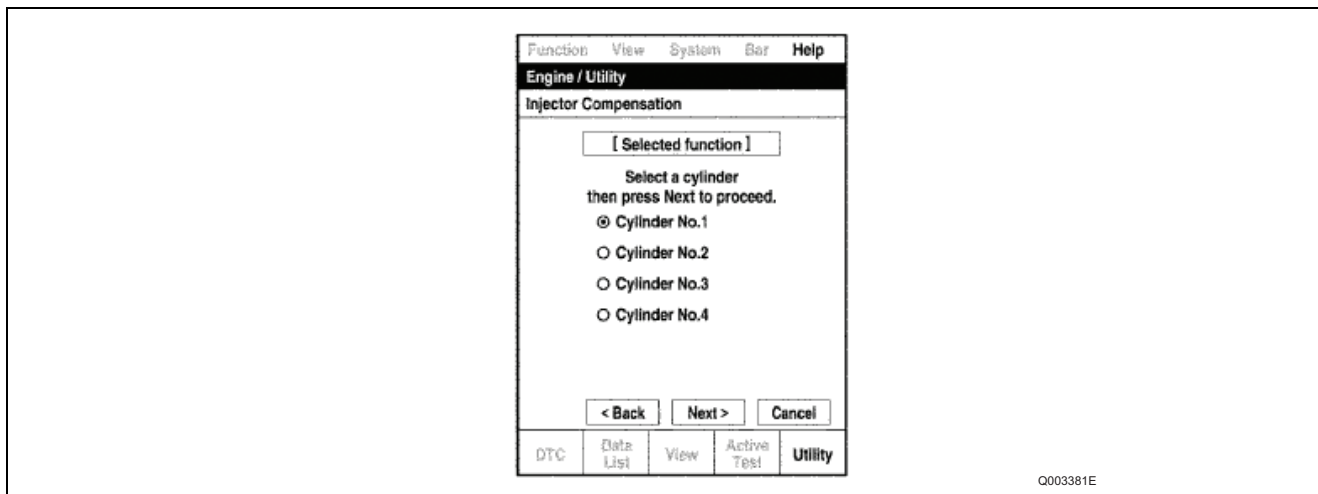 Function View System Bar Help
Engine / Utility
Injector Compensation
[ Selected function ]
Select a cylinder
then press Next to proceed.
Cylinder No.1
Cylinder No.2
Cylinder No.3
Cylinder No.4
< Back Next > Cancel
DTC Data List View Active Test Utility
Q003381E